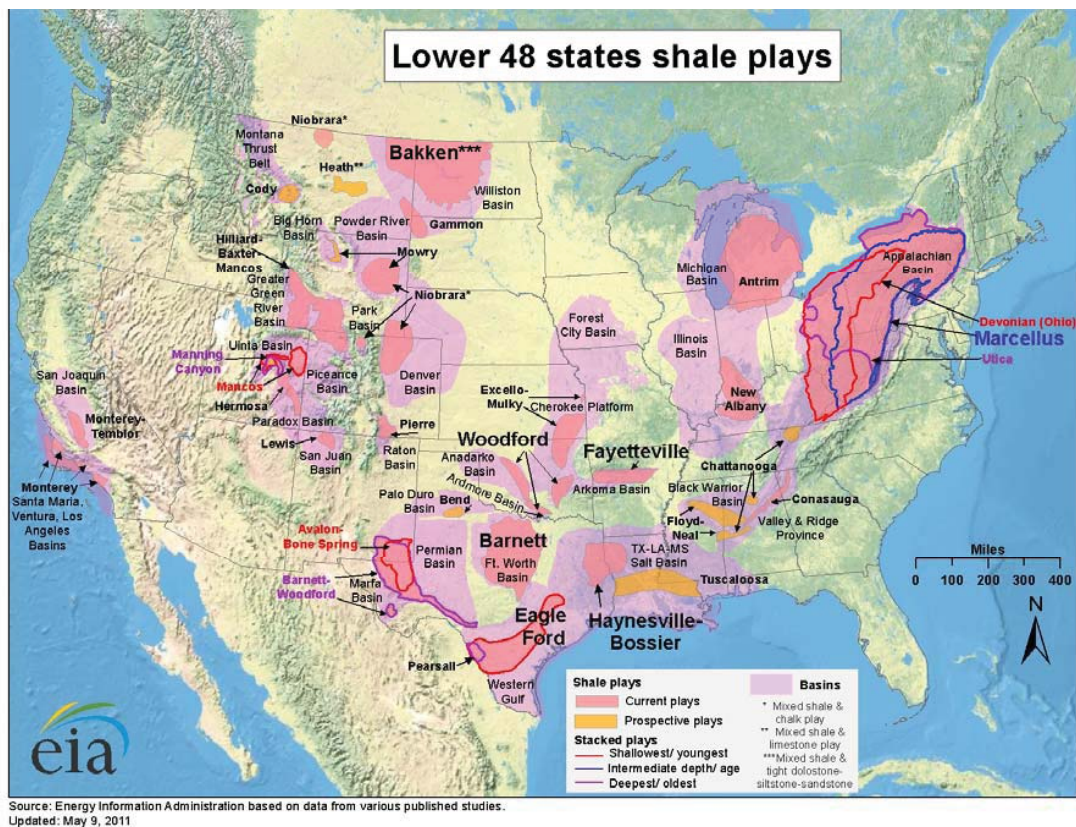 Lower 48 states shale plays
Niobrara*
Montana
Thrust
Belt
Bakken***
Heath**
Cody
Williston
Basin
Big Horn
Basin
Powder River
Basin
Gammon
Hilliard-
Baxter-
Mancos
Mowry
Greater
Green
River
Basin
Niobrara*
Park
Basin
Michigan
Basin
Antrim
Appalachian
Basin
Devonian (Ohio)
Marcellus
Utica
Forest
City Basin
Illinois
Basin
Uinta Basin
Manning
Canyon
Mancos
Piceance
Basin
Denver
Basin
San Joaquin
Basin
Hermosa
Paradox Basin
Excello-
Mulky
Cherokee Platform
New
Albany
Monterey-
Temblor
Lewis
San Juan
Basin
Pierre
Raton
Basin
Woodford
Anadarko
Basin
Fayetteville
Arkoma Basin
Chattanooga
Monterey
Santa Maria,
Ventura, Los
Angeles
Basins
Palo Duro
Basin
Bend
Ardmore Basin
Black Warrior
Basin
Conasauga
Floyd-
Neal
Valley & Ridge
Province
Avalon-
Bone Spring
Permian
Basin
Barnett
Ft. Worth
Basin
TX-LA-MS
Salt Basin
Tuscaloosa
Barnett-
Woodford
Marfa
Basin
Eagle
Ford
Haynesville-
Bossier
Pearsall
Western
Gulf
Miles
0 100 200 300 400
N
Shale plays
Current plays
Prospective plays
Stacked plays
Shallowest/ youngest
Intermediate depth/ age
Deepest/ oldest
Basins
* Mixed shale &
chalk play
** Mixed shale &
limestone play
***Mixed shale &
tight dolostone-
siltstone-sandstone
eia
Source: Energy Information Administration based on data from various published studies.
Updated: May 9, 2011